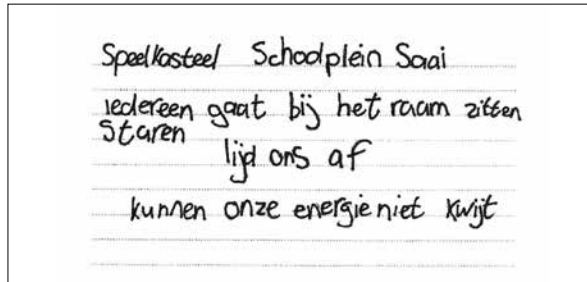 Speelkasteel Schoolplein Saai
iedereen gaat bij het raam zitten
staren
lijd ons af
kunnen onze energie niet kwijt